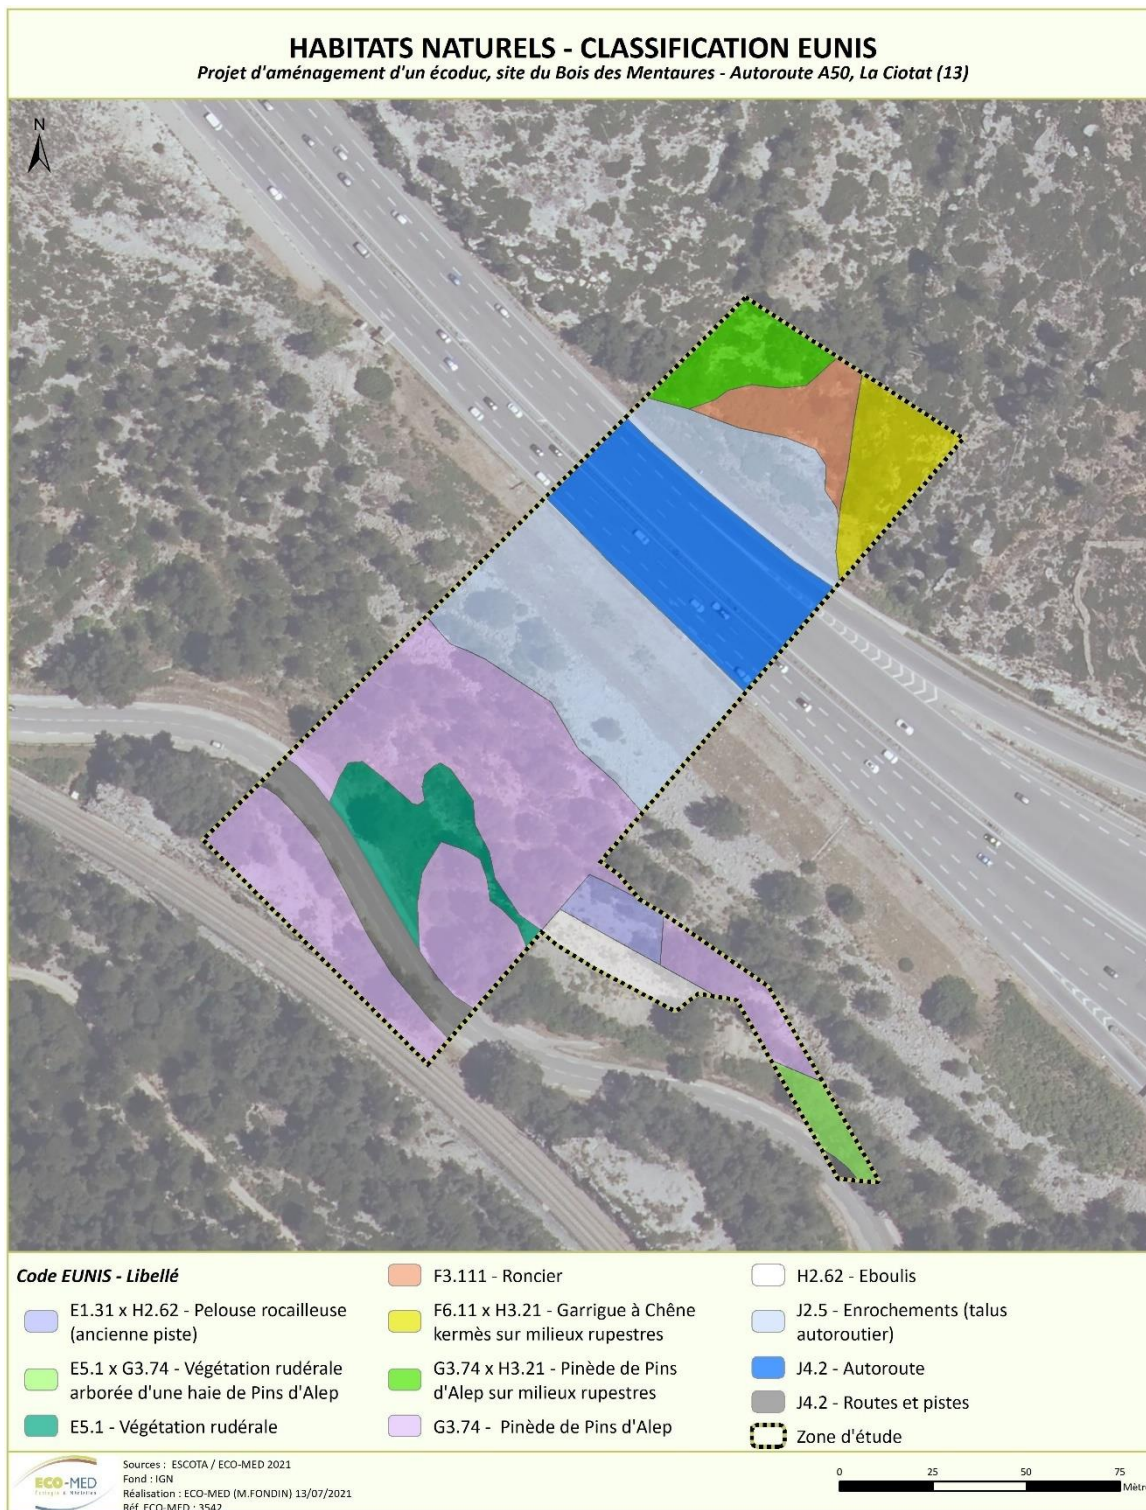 HABITATS NATURELS - CLASSIFICATION EUNIS
Projet d'aménagement d'un écoduc, site du Bois des Mentaures - Autoroute A50, La Ciotat (13)
N
Code EUNIS - Libellé
E1.31 x H2.62 - Pelouse rocailleuse
(ancienne piste)
E5.1 x G3.74 - Végétation rudérale
arborée d'une haie de Pins d'Alep
E5.1 - Végétation rudérale
F3.111 - Roncier
F6.11 x H3.21 - Garrigue à Chêne
kermès sur milieux rupestres
G3.74 x H3.21 - Pinède de Pins
d'Alep sur milieux rupestres
G3.74 - Pinède de Pins d'Alep
H2.62 - Eboulis
J2.5 - Enrochements (talus
autoroutier)
J4.2 - Autoroute
J4.2 - Routes et pistes
Zone d'étude
ECO-MED
Sources : ESCOTA / ECO-MED 2021
Fond : IGN
Réalisation : ECO-MED (M.FONDIN) 13/07/2021
Réf. ECO-MED : 3542
0 25 50 75